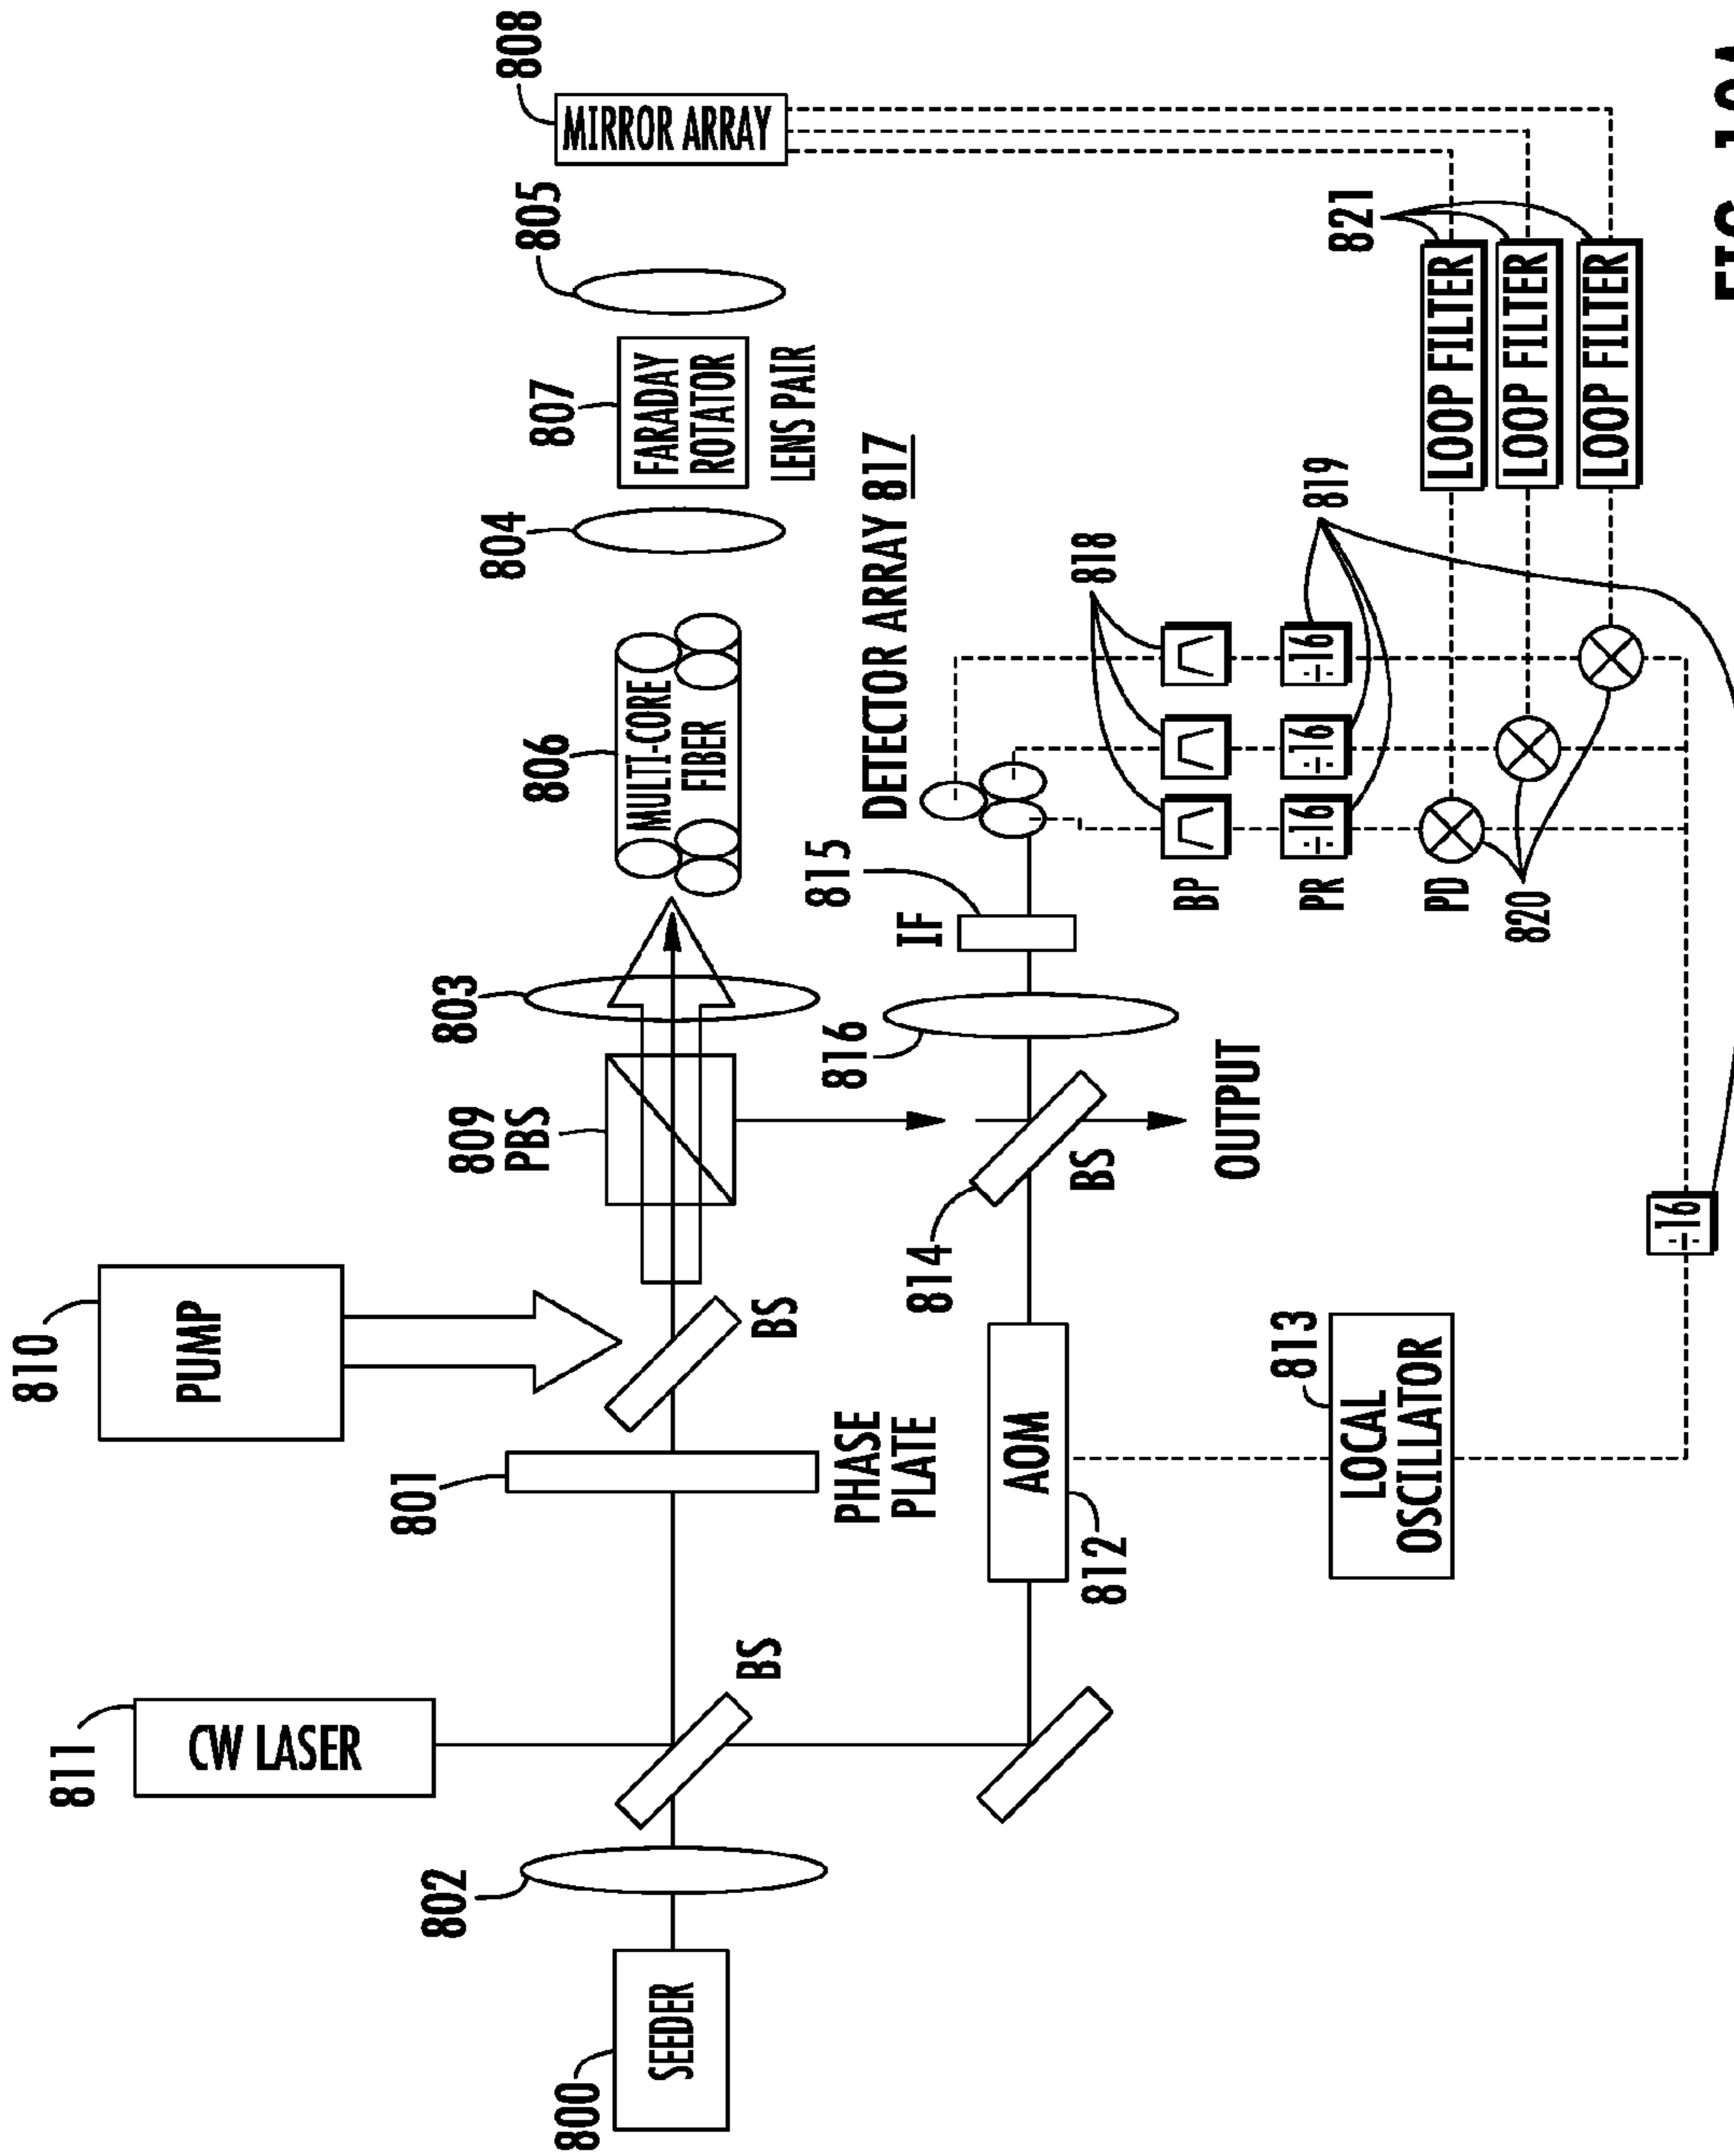 810
811
PUMP
CW LASER
801
802
803
809
PBS
804
808
805
806
807
800
SEEDER
MIRROR ARRAY
MULTI-CORE
FIBER
FARADAY
ROTATOR
LENS PAIR
BS
BS
PHASE
PLATE
816
815
DETECTOR ARRAY 817
IF
814
AOM
812
BS
OUTPUT
818
BP
813
819
PR
÷16
÷16
÷16
LOCAL
OSCILLATOR
821
PD
820
LOOP FILTER
LOOP FILTER
LOOP FILTER
÷16